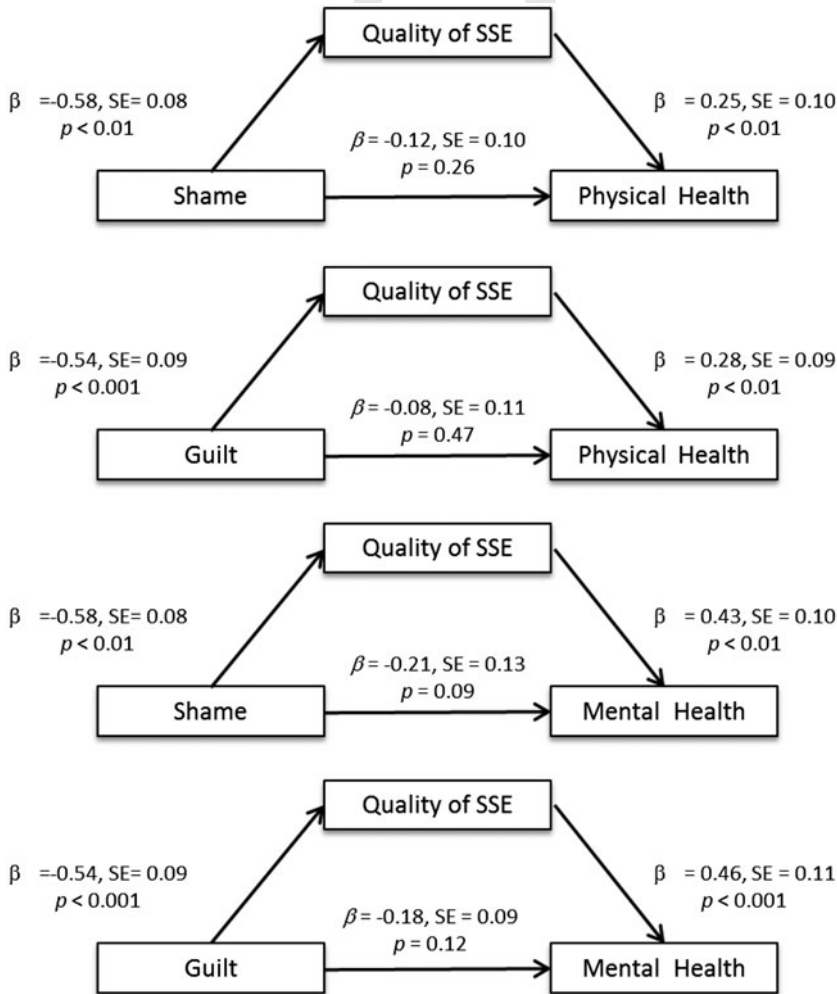 Quality of SSE
β =-0.58, SE= 0.08
p < 0.01
β = 0.25, SE = 0.10
p < 0.01
β = -0.12, SE = 0.10
p = 0.26
Shame
Physical Health
Quality of SSE
β =-0.54, SE= 0.09
p < 0.001
β = 0.28, SE = 0.09
p < 0.01
β = -0.08, SE = 0.11
p = 0.47
Guilt
Physical Health
Quality of SSE
β =-0.58, SE= 0.08
p < 0.01
β = 0.43, SE = 0.10
p < 0.01
β = -0.21, SE = 0.13
p = 0.09
Shame
Mental Health
Quality of SSE
β =-0.54, SE= 0.09
p < 0.001
β = 0.46, SE = 0.11
p < 0.001
β = -0.18, SE = 0.09
p = 0.12
Guilt
Mental Health